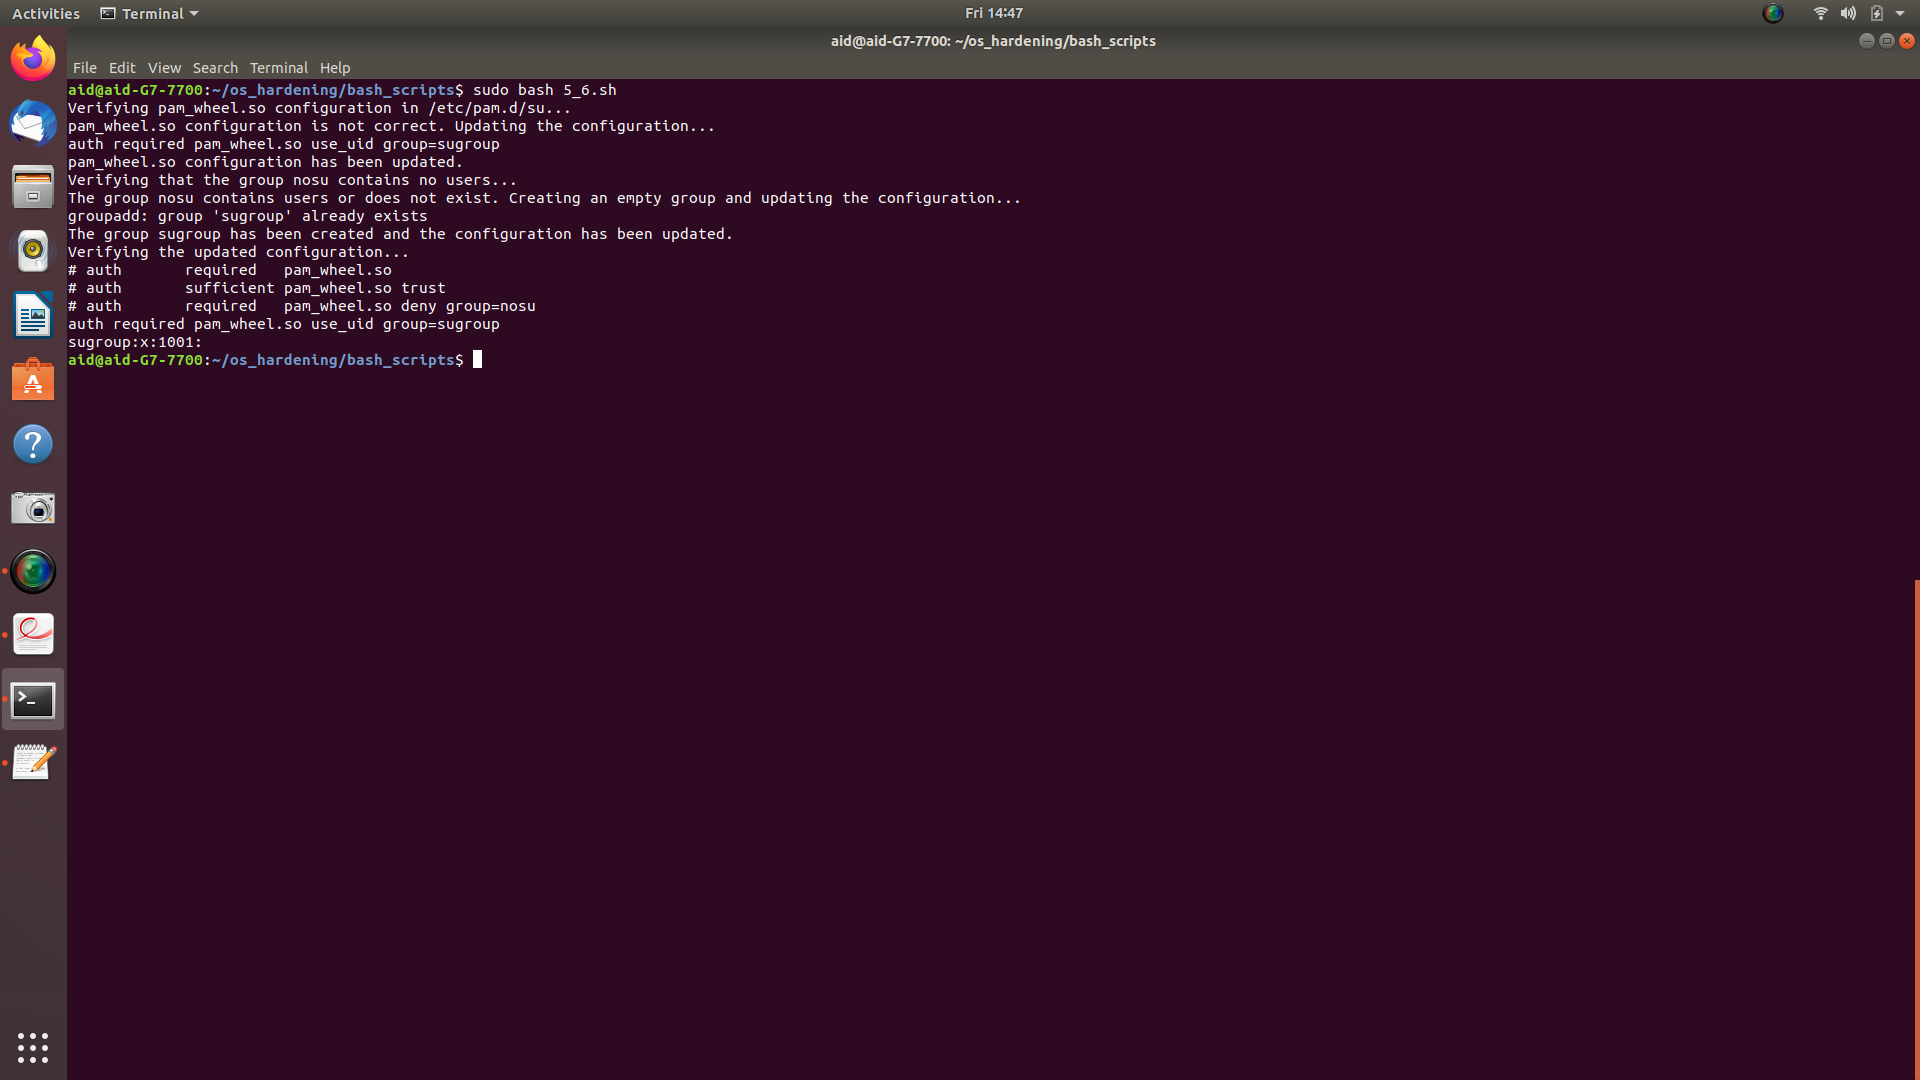 Activities Terminal Fri 14:47
aid@aid-G7-7700: ~/os_hardening/bash_scripts
File Edit View Search Terminal Help
aid@aid-G7-7700:~/os_hardening/bash_scripts$ sudo bash 5_6.sh
Verifying pam_wheel.so configuration in /etc/pam.d/su...
pam_wheel.so configuration is not correct. Updating the configuration...
auth required pam_wheel.so use_uid group=sugroup
pam_wheel.so configuration has been updated.
Verifying that the group nosu contains no users...
The group nosu contains users or does not exist. Creating an empty group and updating the configuration...
groupadd: group 'sugroup' already exists
The group sugroup has been created and the configuration has been updated.
Verifying the updated configuration...
# auth       required   pam_wheel.so
# auth       sufficient pam_wheel.so trust
# auth       required   pam_wheel.so deny group=nosu
auth required pam_wheel.so use_uid group=sugroup
sugroup:x:1001:
aid@aid-G7-7700:~/os_hardening/bash_scripts$